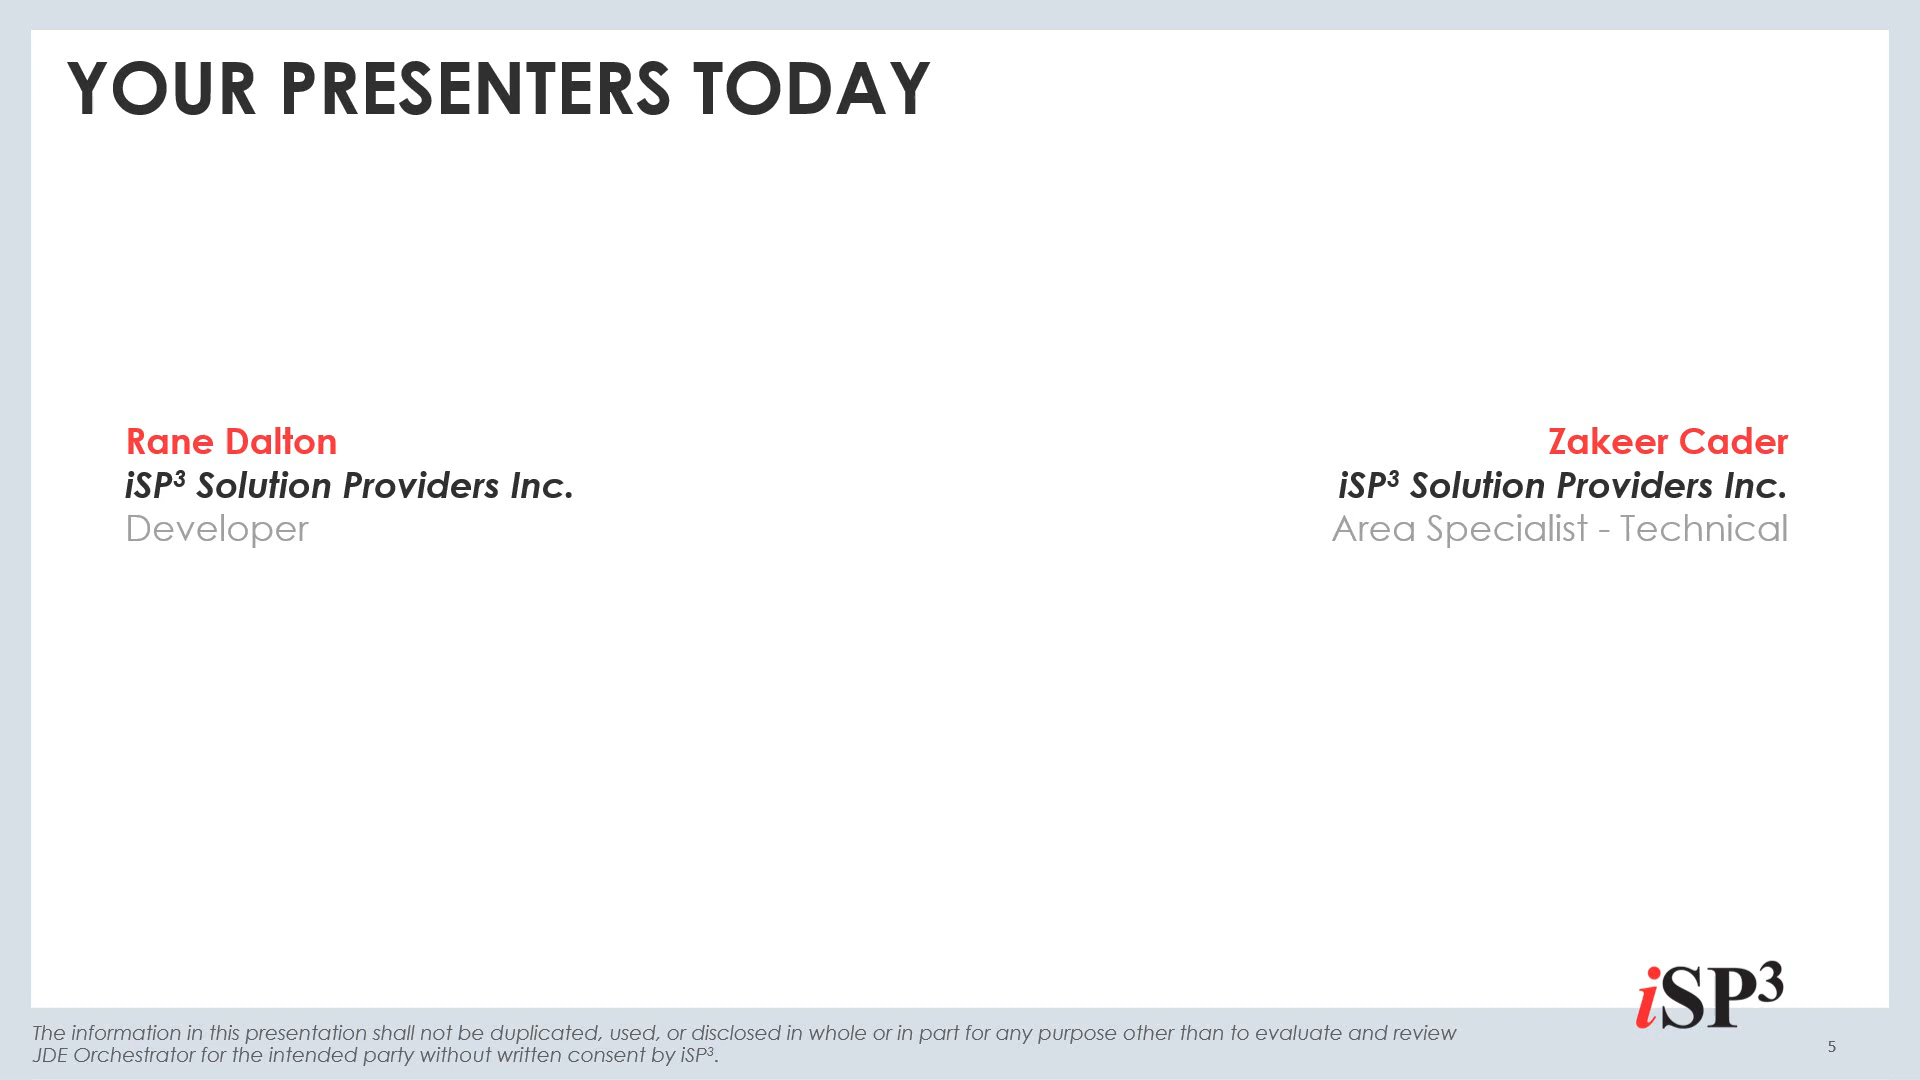 YOUR PRESENTERS TODAY
Rane Dalton
iSP³ Solution Providers Inc.
Developer
Zakeer Cader
iSP³ Solution Providers Inc.
Area Specialist - Technical
iSP³
The information in this presentation shall not be duplicated, used, or disclosed in whole or in part for any purpose other than to evaluate and review
JDE Orchestrator for the intended party without written consent by iSP³.
5